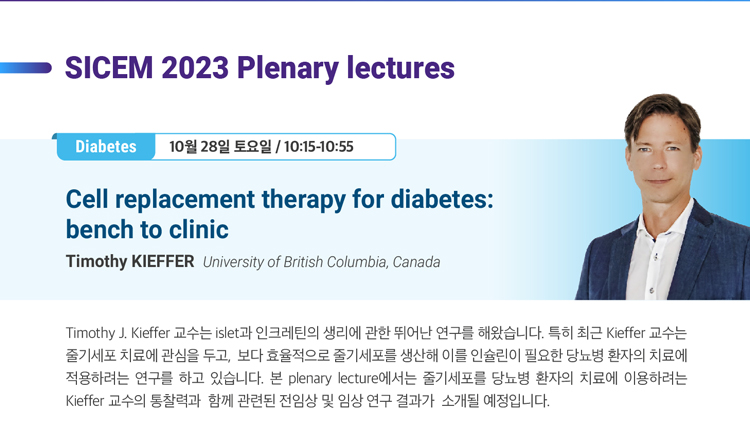 SICEM 2023 Plenary lectures
Diabetes 10월 28일 토요일 / 10:15-10:55
Cell replacement therapy for diabetes:
bench to clinic
Timothy KIEFFER University of British Columbia, Canada
Timothy J. Kieffer 교수는 islet과 인크레틴의 생리에 관한 뛰어난 연구를 해왔습니다. 특히 최근 Kieffer 교수는
줄기세포 치료에 관심을 두고, 보다 효율적으로 줄기세포를 생산해 이를 인슐린이 필요한 당뇨병 환자의 치료에
적용하려는 연구를 하고 있습니다. 본 plenary lecture에서는 줄기세포를 당뇨병 환자의 치료에 이용하려는
Kieffer 교수의 통찰력과 함께 관련된 전임상 및 임상 연구 결과가 소개될 예정입니다.